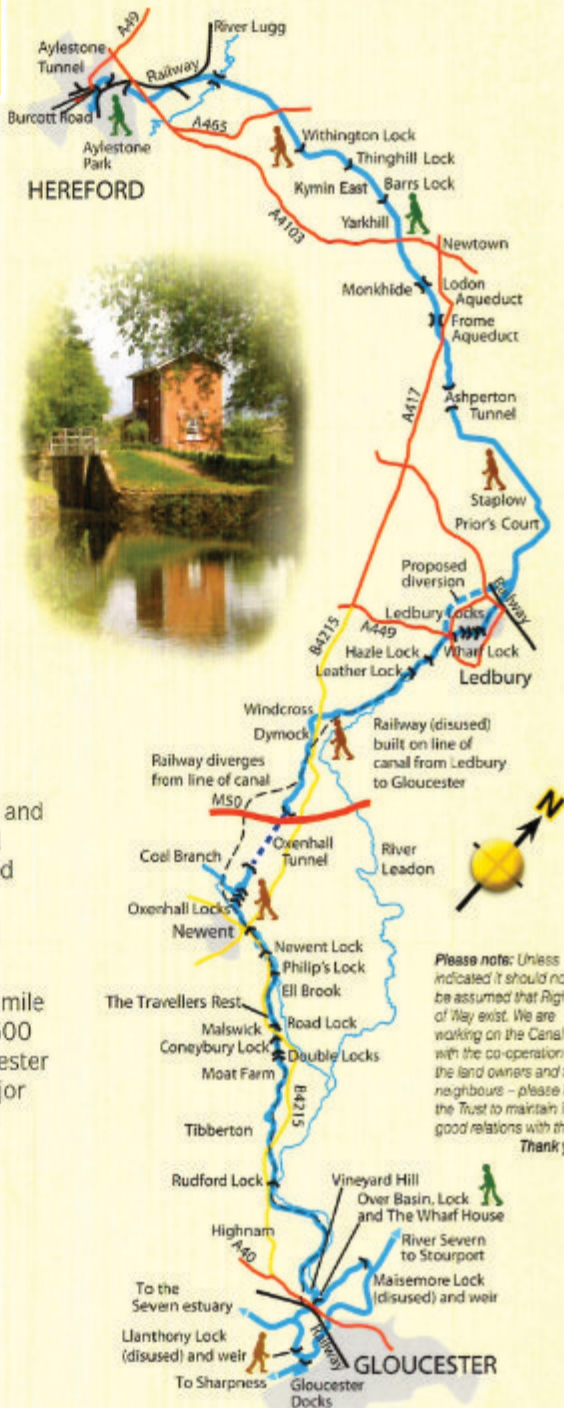 A49
River Lugg
Aylestone
Tunnel
Railway
Burcott Road
A465
Aylestone
Park
Withington Lock
Thinghill Lock
HEREFORD
Kymin East
Barrs Lock
A4103
Yarkhill
Newtown
Monkhide
Lodon
Aqueduct
Frome
Aqueduct
A417
Ashperton
Tunnel
Staplow
Prior's Court
Proposed
diversion
Railway
Ledbury Locks
B4215
A449
Hazle Lock
Wharf Lock
Leather Lock
Ledbury
Windcross
Dymock
Railway (disused)
built on line of
canal from Ledbury
to Gloucester
Railway diverges
from line of canal
M50
N
and
Coal Branch
Oxenhall
Tunnel
River
Leadon
d
Oxenhall Locks
Newent
Newent Lock
Philip's Lock
Ell Brook
mile
The Travellers Rest
Road Lock
Malswick
Coneybury Lock
Double Locks
ester
Moat Farm
jor
B4215
Please note: Unless
indicated it should no
be assumed that Righ
of Way exist. We are
working on the Canal
with the co-operation
the land owners and
neighbours – please
the Trust to maintain
good relations with th
Thank y
Tibberton
Rudford Lock
Vineyard Hill
Over Basin, Lock
and The Wharf House
Highnam
A40
River Severn
to Stourport
Maisemore Lock
(disused) and weir
To the
Severn estuary
Llanthony Lock
(disused) and weir
Railway
GLOUCESTER
To Sharpness
Gloucester
Docks